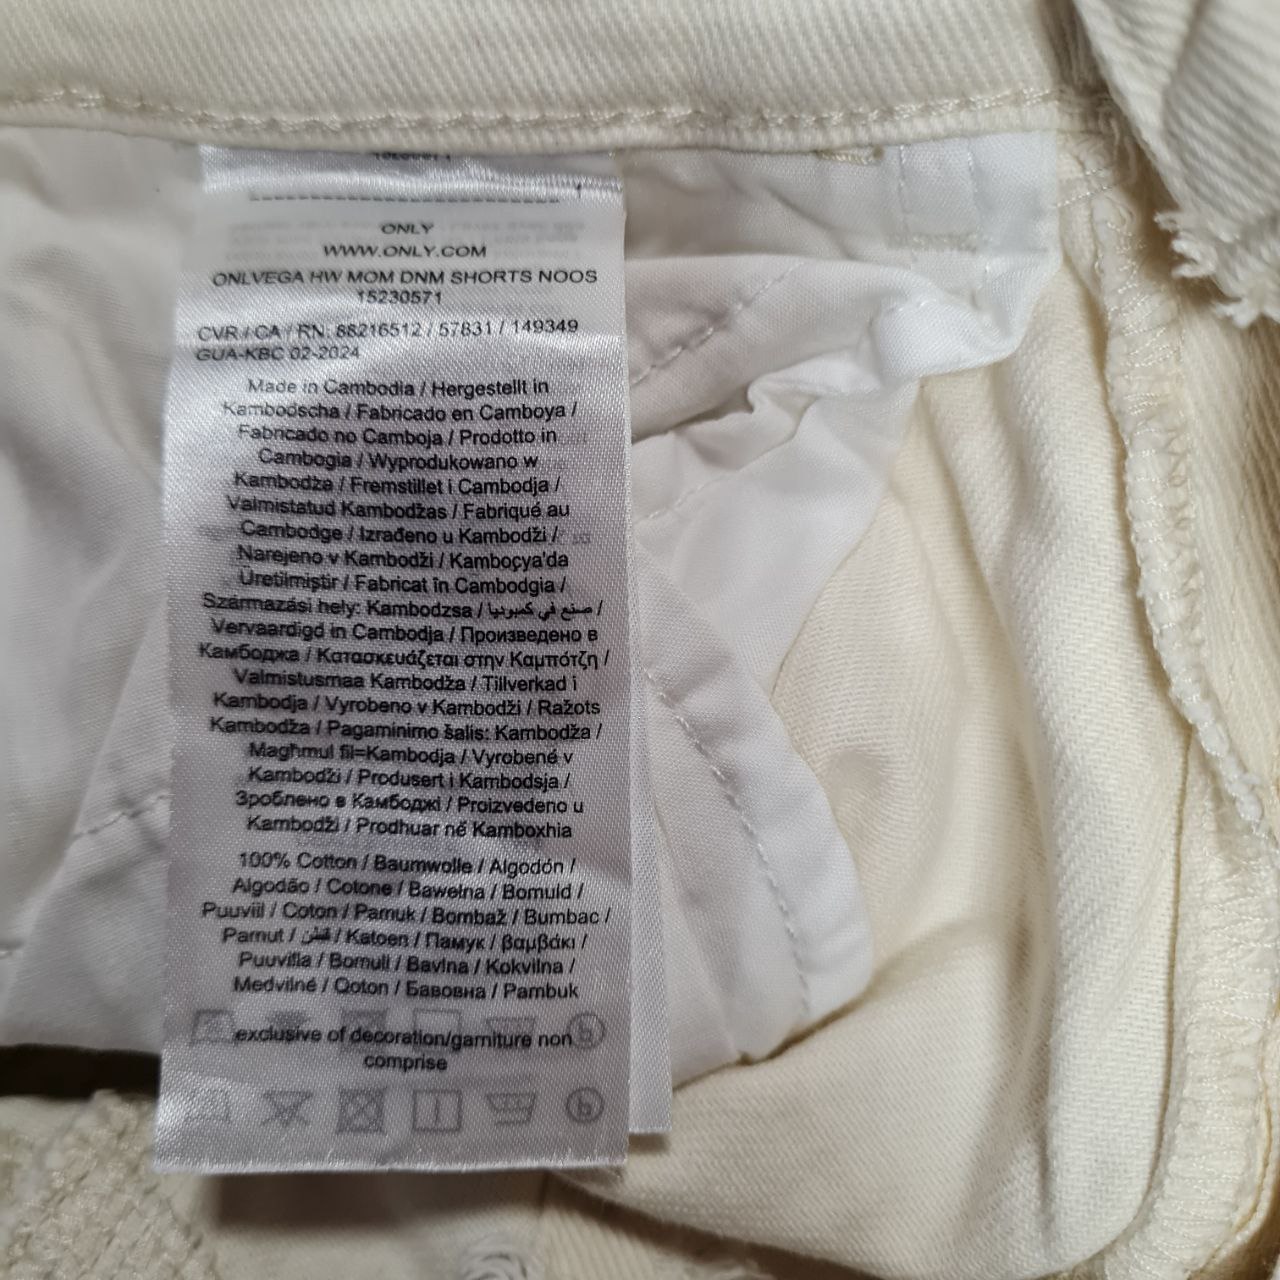 ONLY
WWW.ONLY.COM
ONLVEGA HW MOM DNM SHORTS NOOS
15230571
CVR / CA / RN: 88216512 / 57831 / 149349
GUA-KBC 02-2024
Made in Cambodia / Hergestellt in
Kambodscha / Fabricado en Camboya /
Fabricado no Camboja / Prodotto in
Cambogia / Wyprodukowano w
Kambodża / Fremstillet i Cambodja /
Valmistatud Kambodžas / Fabriqué au
Cambodge / Izrađeno u Kambodži /
Narejeno v Kambodži / Kamboçya'da
Üretilmiştir / Fabricat în Cambodgia /
Származási hely: Kambodzsa / صنع في كمبوديا /
Vervaardigd in Cambodja / Произведено в
Камбоджа / Κατασκευάζεται στην Καμπότζη /
Valmistusmaa Kambodža / Tillverkad i
Kambodja / Vyrobeno v Kambodži / Ražots
Kambodža / Pagaminimo šalis: Kambodža /
Magħmul fil=Kambodja / Vyrobené v
Kambodži / Produsert i Kambodsja /
Зроблено в Камбоджі / Proizvedeno u
Kambodži / Prodhuar në Kamboxhia
100% Cotton / Baumwolle / Algodón /
Algodão / Cotone / Bawełna / Bomuld /
Puuvill / Coton / Pamuk / Bombaž / Bumbac /
Pamut / قطن / Katoen / Памук / βαμβάκι /
Puuvilla / Bomull / Bavlna / Kokvilna /
Medvilnė / Qoton / Бавовна / Pambuk
exclusive of decoration/garniture non
comprise